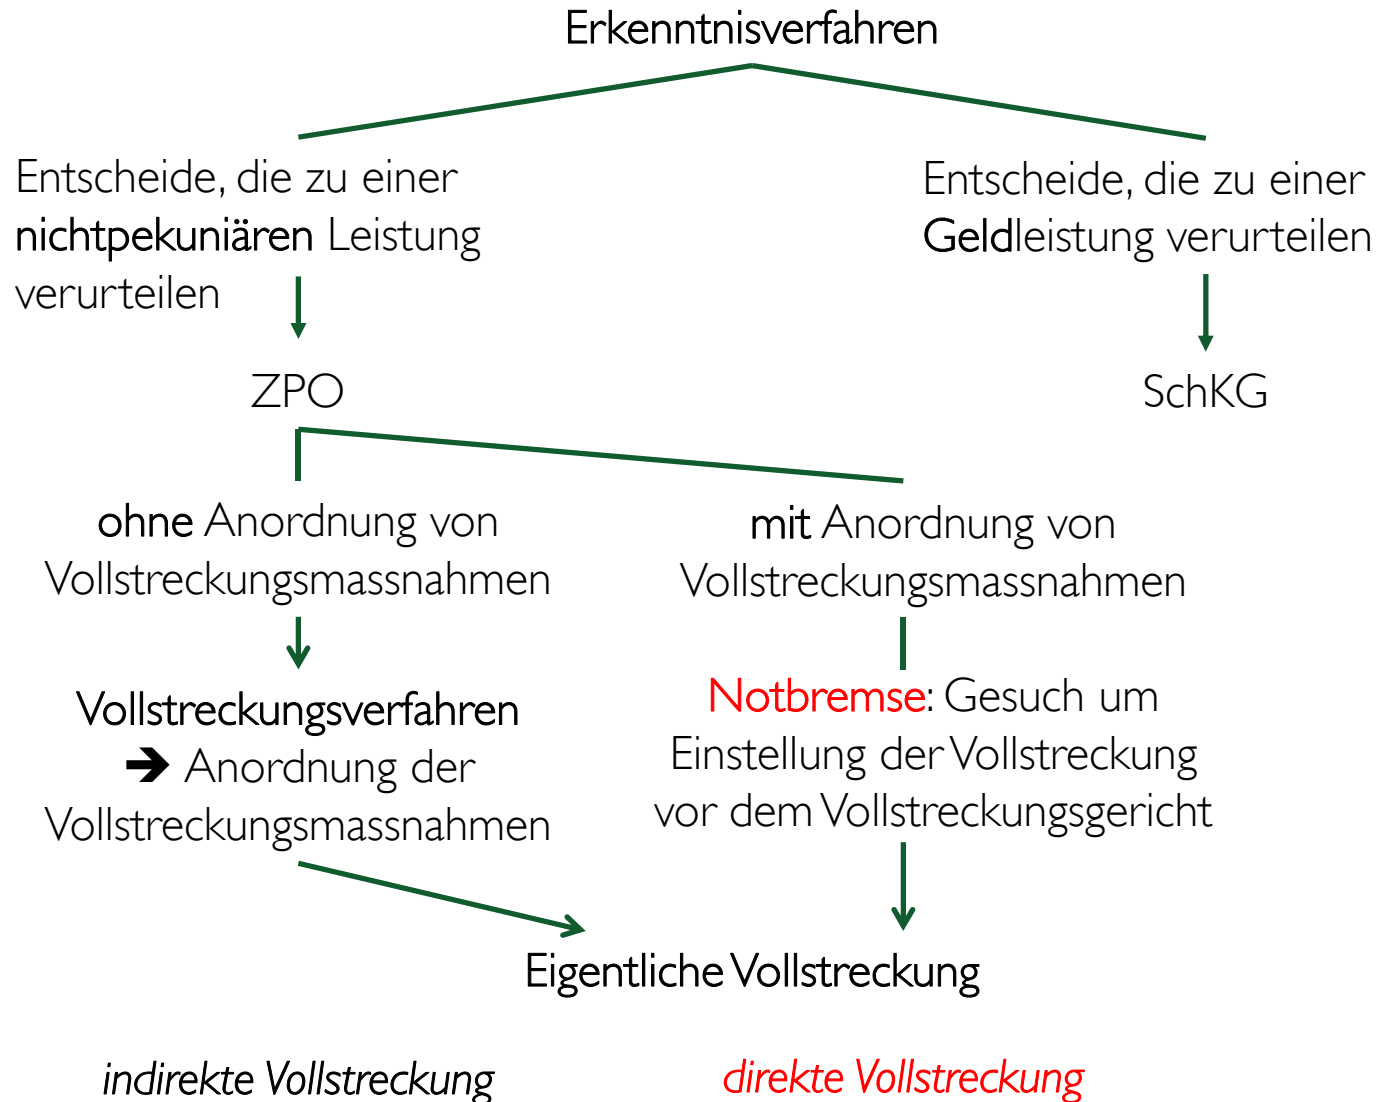 Erkenntnisverfahren
Entscheide, die zu einer
nichtpekuniären Leistung
verurteilen
Entscheide, die zu einer
Geldleistung verurteilen
ZPO
SchKG
ohne Anordnung von
Vollstreckungsmassnahmen
mit Anordnung von
Vollstreckungsmassnahmen
Vollstreckungsverfahren
➔ Anordnung der
Vollstreckungsmassnahmen
Notbremse: Gesuch um
Einstellung der Vollstreckung
vor dem Vollstreckungsgericht
Eigentliche Vollstreckung
indirekte Vollstreckung
direkte Vollstreckung